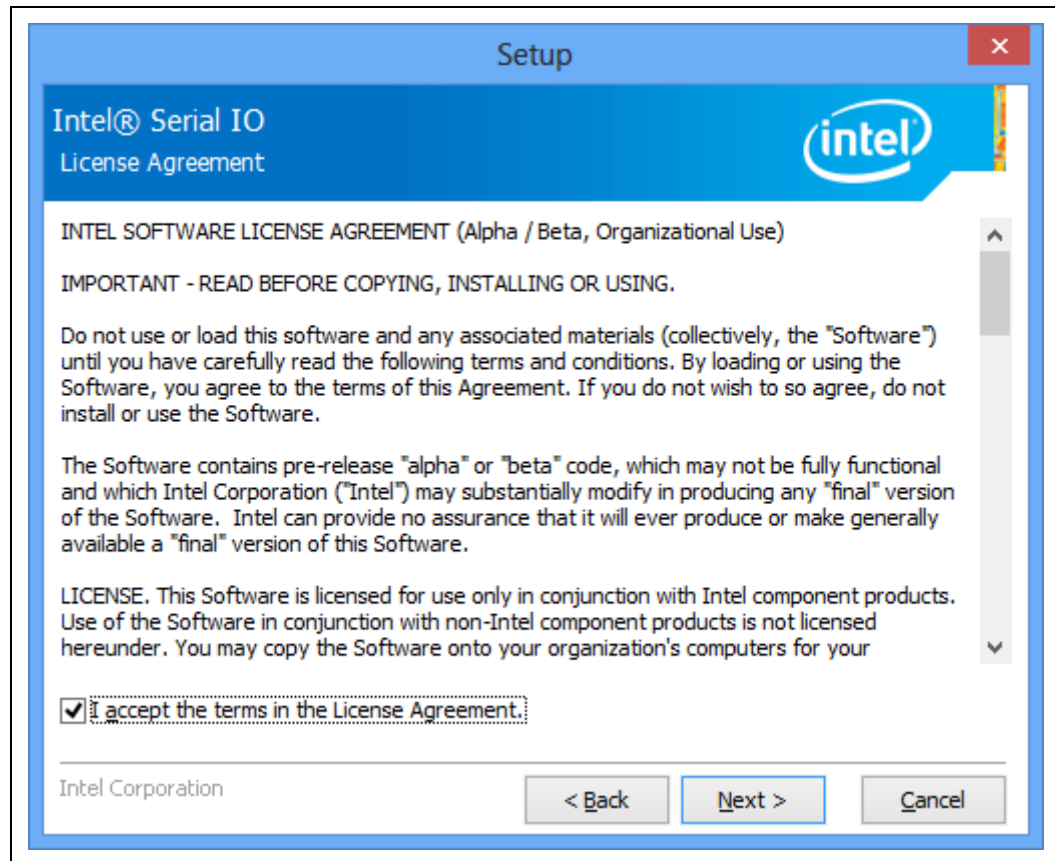 Setup
Intel® Serial IO
License Agreement
intel
INTEL SOFTWARE LICENSE AGREEMENT (Alpha / Beta, Organizational Use)
IMPORTANT - READ BEFORE COPYING, INSTALLING OR USING.
Do not use or load this software and any associated materials (collectively, the "Software")
until you have carefully read the following terms and conditions. By loading or using the
Software, you agree to the terms of this Agreement. If you do not wish to so agree, do not
install or use the Software.
The Software contains pre-release "alpha" or "beta" code, which may not be fully functional
and which Intel Corporation ("Intel") may substantially modify in producing any "final" version
of the Software.  Intel can provide no assurance that it will ever produce or make generally
available a "final" version of this Software.
LICENSE. This Software is licensed for use only in conjunction with Intel component products.
Use of the Software in conjunction with non-Intel component products is not licensed
hereunder. You may copy the Software onto your organization's computers for your
I accept the terms in the License Agreement.
Intel Corporation
< Back
Next >
Cancel